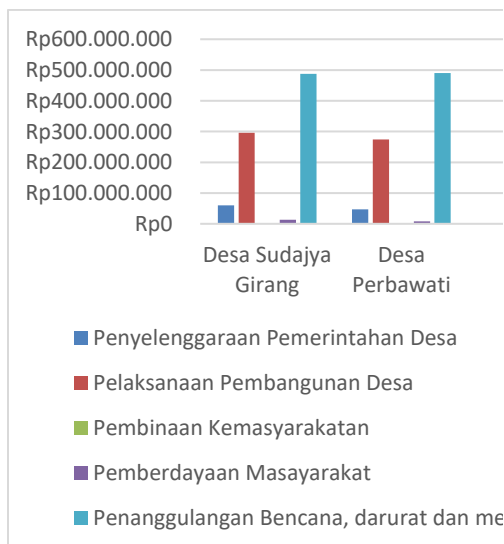 Rp600.000.000
Rp500.000.000
Rp400.000.000
Rp300.000.000
Rp200.000.000
Rp100.000.000
Rp0
Desa Sudajya Girang
Desa Perbawati
Penyelenggaraan Pemerintahan Desa
Pelaksanaan Pembangunan Desa
Pembinaan Kemasyarakatan
Pemberdayaan Masayarakat
Penanggulangan Bencana, darurat dan me